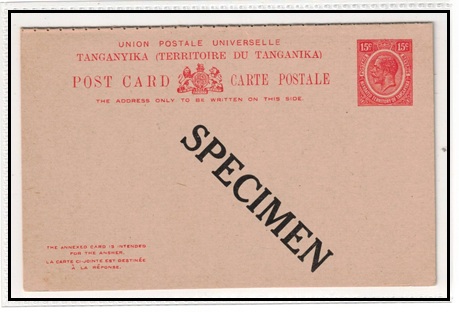 UNION POSTALE UNIVERSELLE
TANGANYIKA (TERRITOIRE DU TANGANIKA)
POST CARD CARTE POSTALE
THE ADDRESS ONLY TO BE WRITTEN ON THIS SIDE.
15c 15c
SPECIMEN
THE ANNEXED CARD IS INTENDED
FOR THE ANSWER.
LA CARTE CI-JOINTE EST DESTINÉE
À LA RÉPONSE.